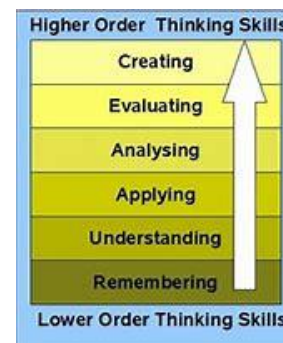 Higher Order Thinking Skills
Creating
Evaluating
Analysing
Applying
Understanding
Remembering
Lower Order Thinking Skills